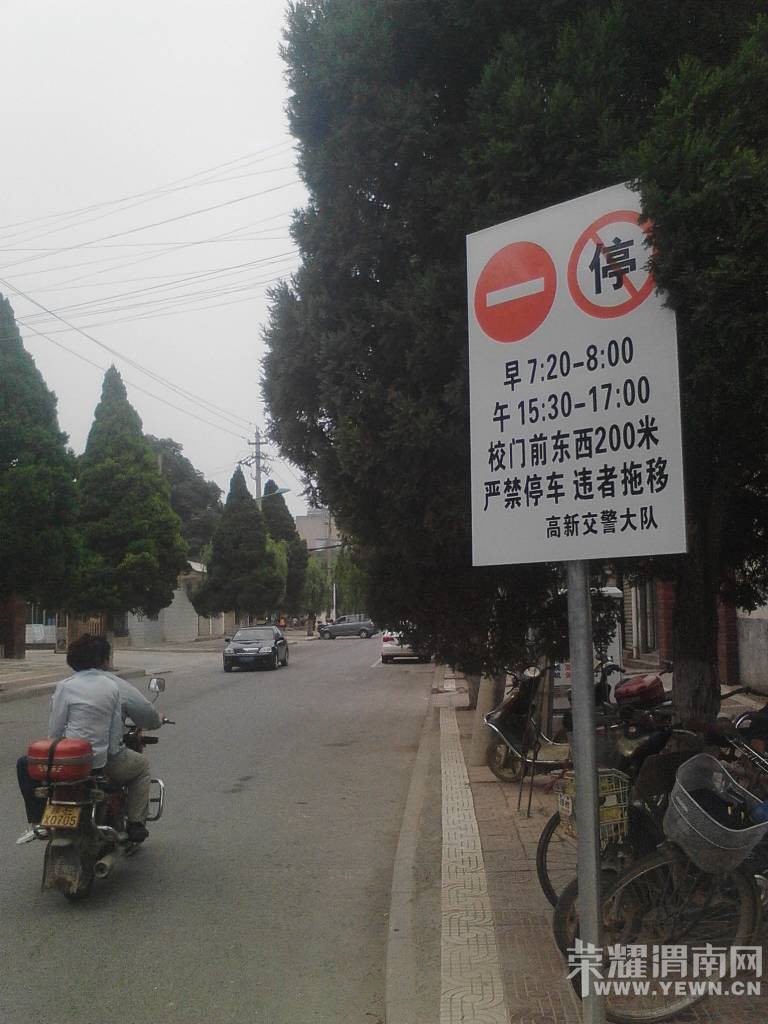 停
早 7:20-8:00
午 15:30-17:00
校门前东西200米
严禁停车 违者拖移
高新交警大队
X0705
荣耀渭南网
WWW.YEWN.CN